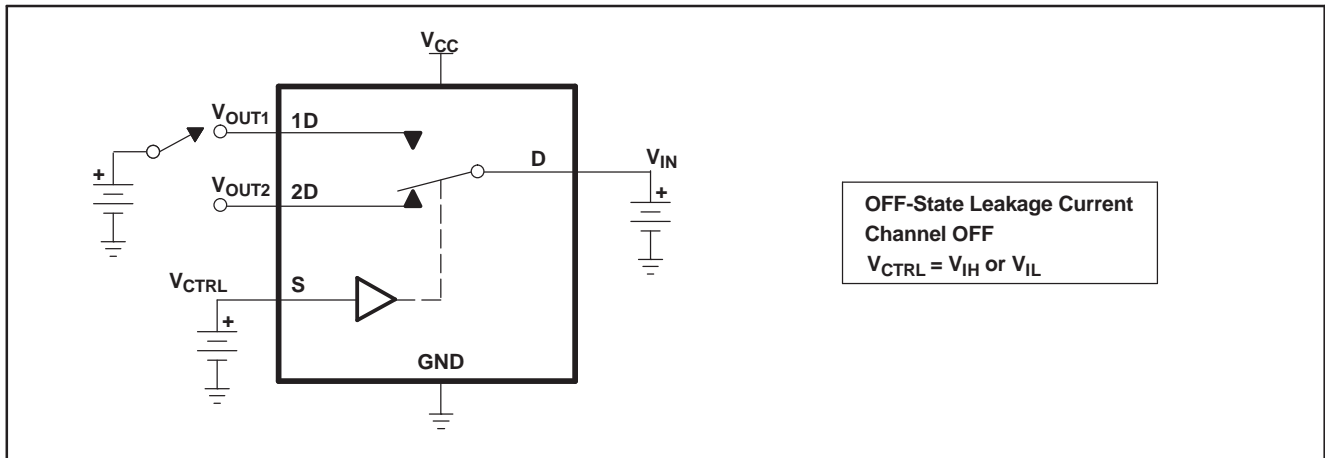 VCC
VOUT1
1D
+
D
VIN
VOUT2
2D
+
OFF-State Leakage Current
Channel OFF
VCTRL = VIH or VIL
VCTRL
S
+
GND